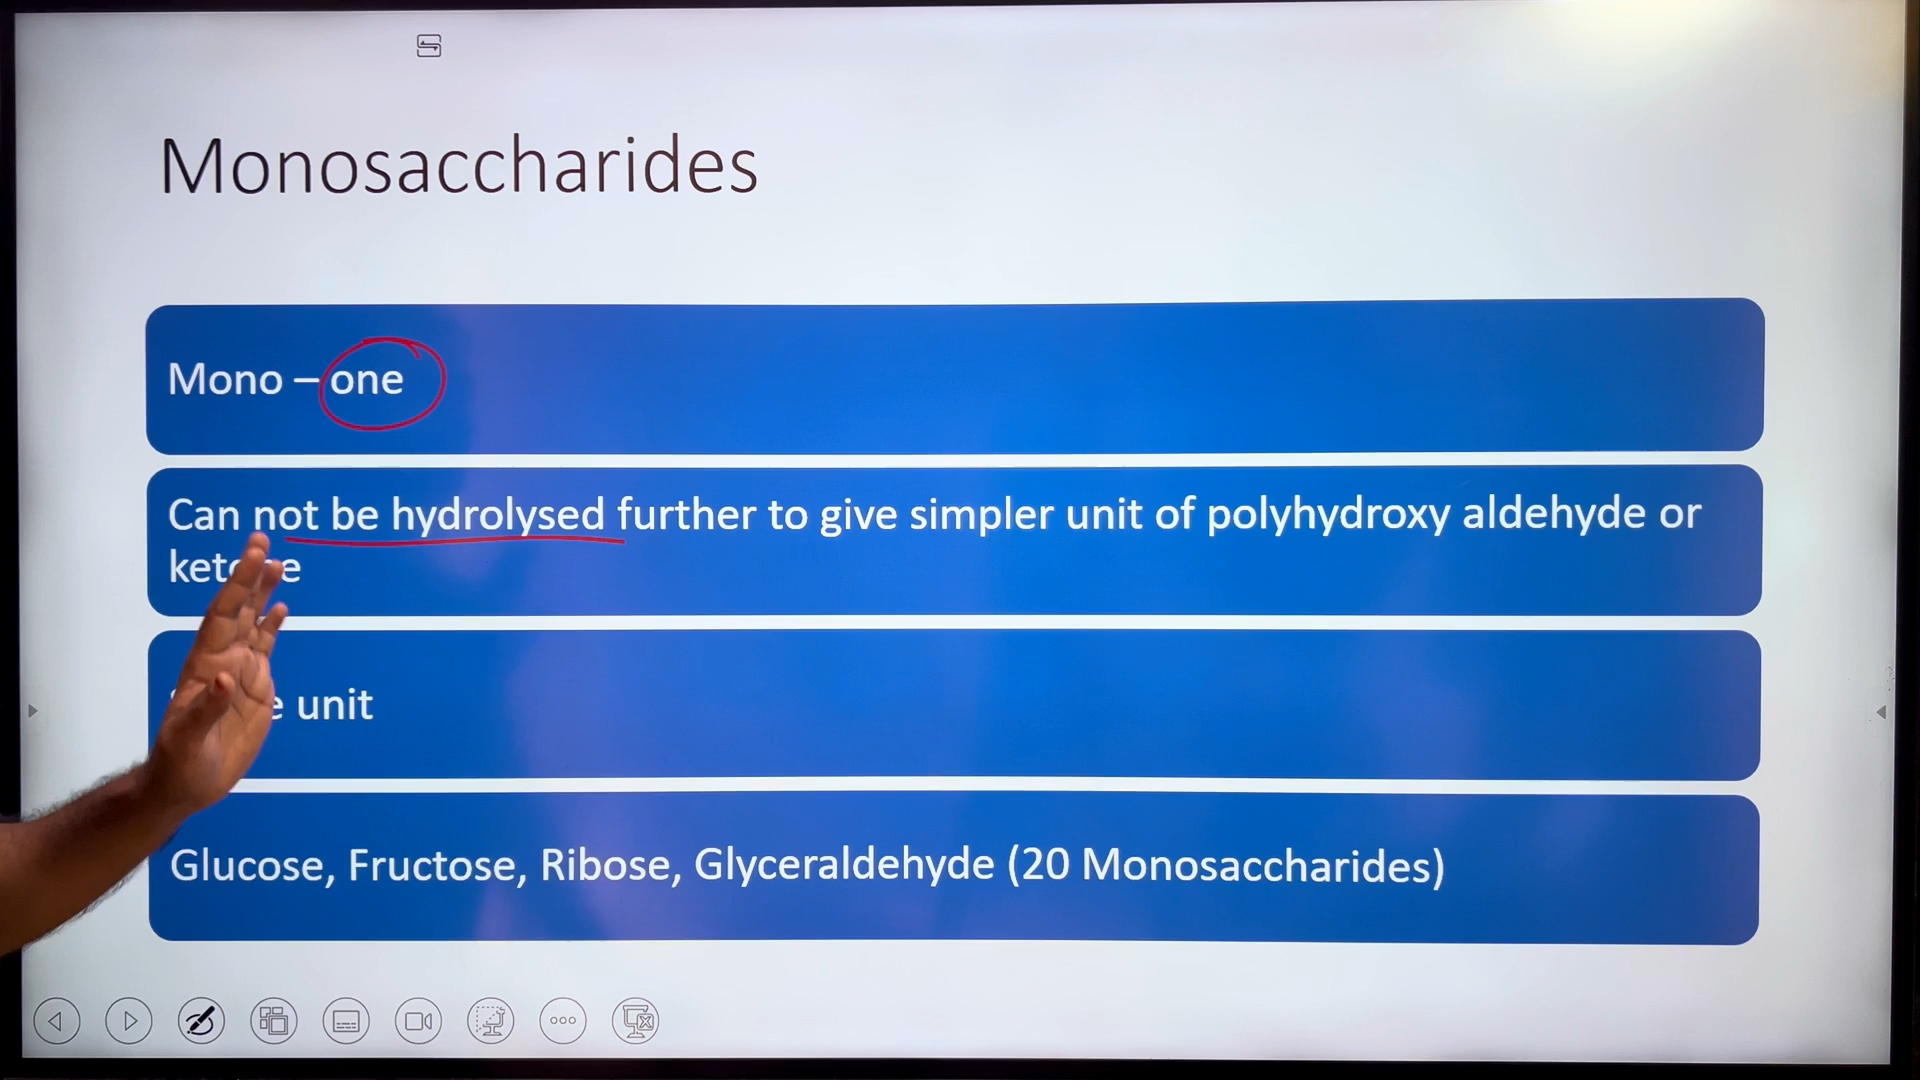 Monosaccharides
Mono – one
Can not be hydrolysed further to give simpler unit of polyhydroxy aldehyde or
ketone
unit
Glucose, Fructose, Ribose, Glyceraldehyde (20 Monosaccharides)